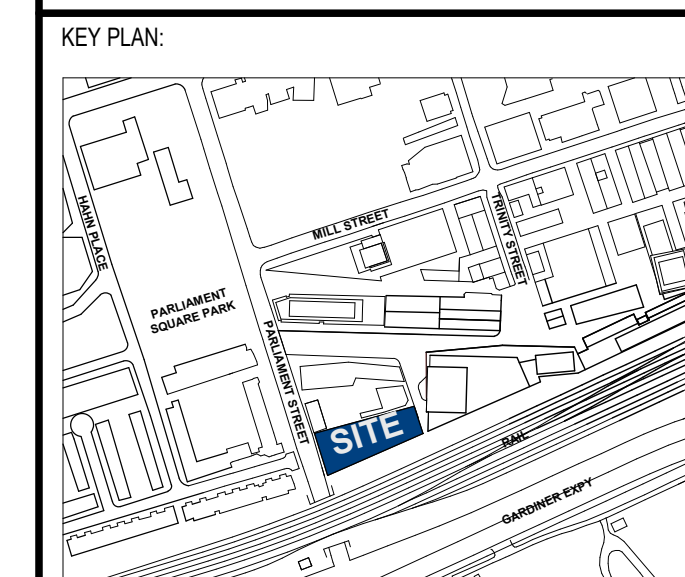 KEY PLAN:
HAHN PLACE
MILL STREET
TRINITY STREET
PARLIAMENT
SQUARE PARK
PARLIAMENT STREET
SITE
RAIL
GARDINER EXPY